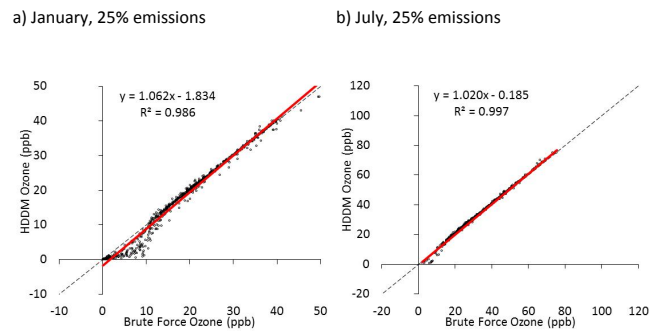 a) January, 25% emissions
b) July, 25% emissions
50
40
30
20
10
0
-10
HDDM Ozone (ppb)
y = 1.062x - 1.834
R² = 0.986
-10 0 10 20 30 40 50
Brute Force Ozone (ppb)
120
100
80
60
40
20
0
-20
HDDM Ozone (ppb)
y = 1.020x - 0.185
R² = 0.997
-20 0 20 40 60 80 100 120
Brute Force Ozone (ppb)